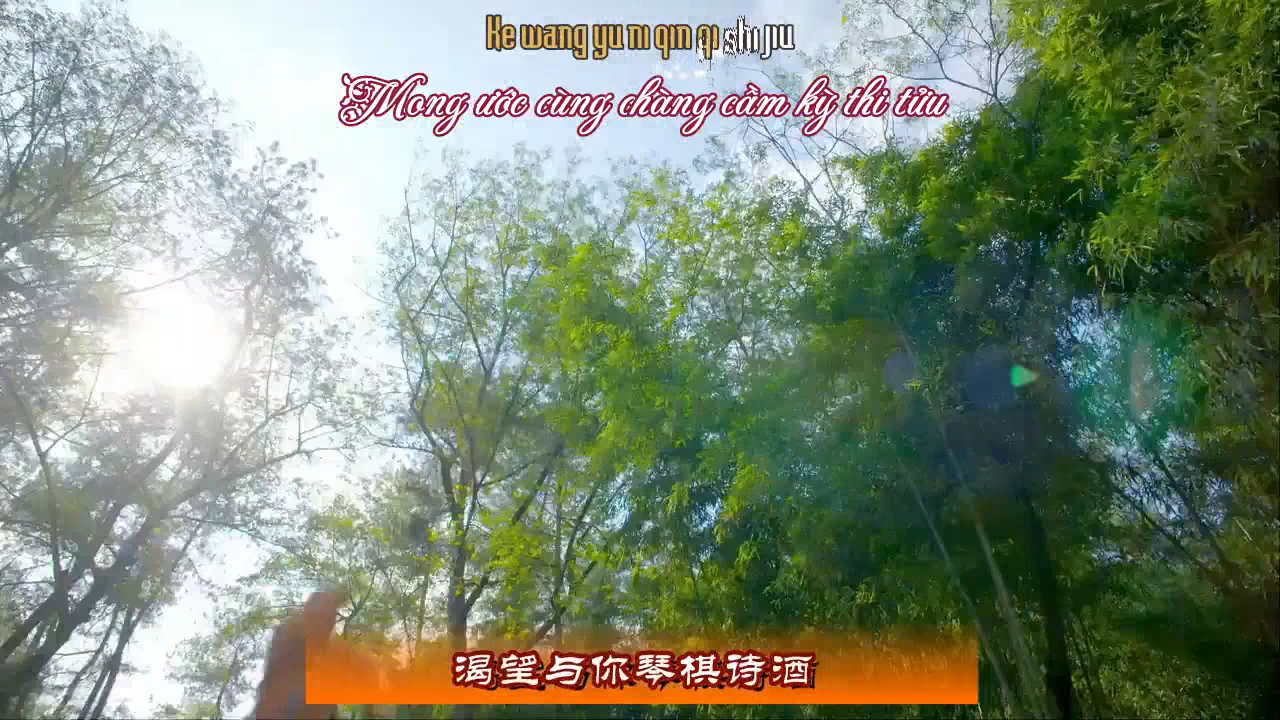 Ke wang yu ni qin qi shi jiu
Mong ước cùng chàng cầm kỳ thi tửu
渴望与你琴棋诗酒